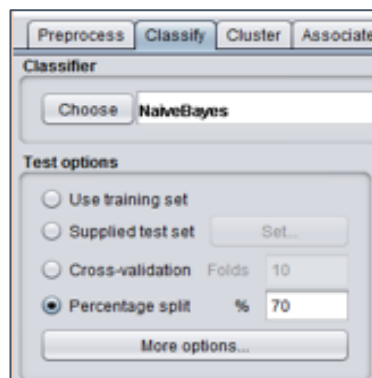 Preprocess Classify Cluster Associate
Classifier
Choose NaiveBayes
Test options
Use training set
Supplied test set Set...
Cross-validation Folds 10
Percentage split % 70
More options...